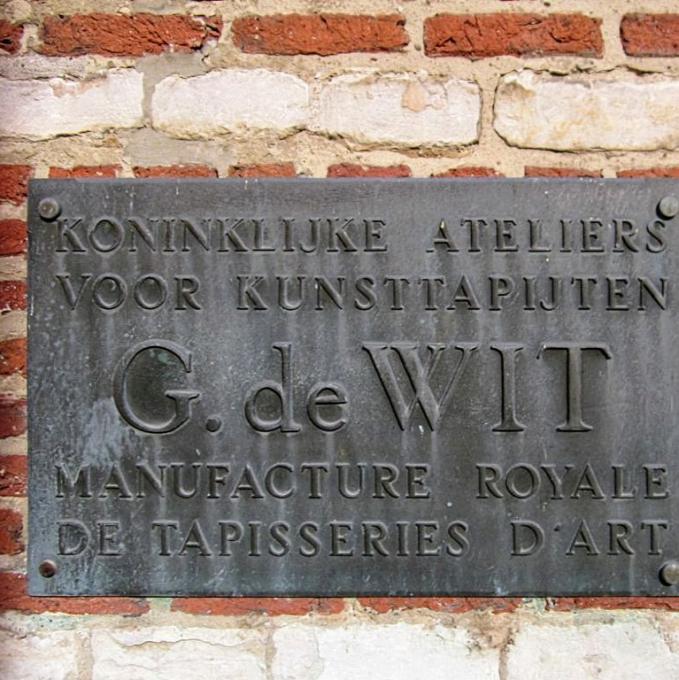 KONINKLIJKE ATELIERS
VOOR KUNSTTAPIJTEN
G. de WIT
MANUFACTURE ROYALE
DE TAPISSERIES D'ART